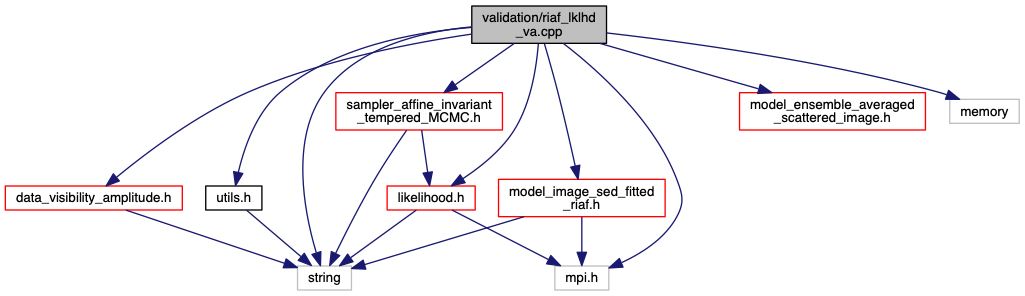 validation/riaf_lklhd
_va.cpp
sampler_affine_invariant
_tempered_MCMC.h
model_ensemble_averaged
_scattered_image.h
memory
data_visibility_amplitude.h
utils.h
likelihood.h
model_image_sed_fitted
_riaf.h
string
mpi.h